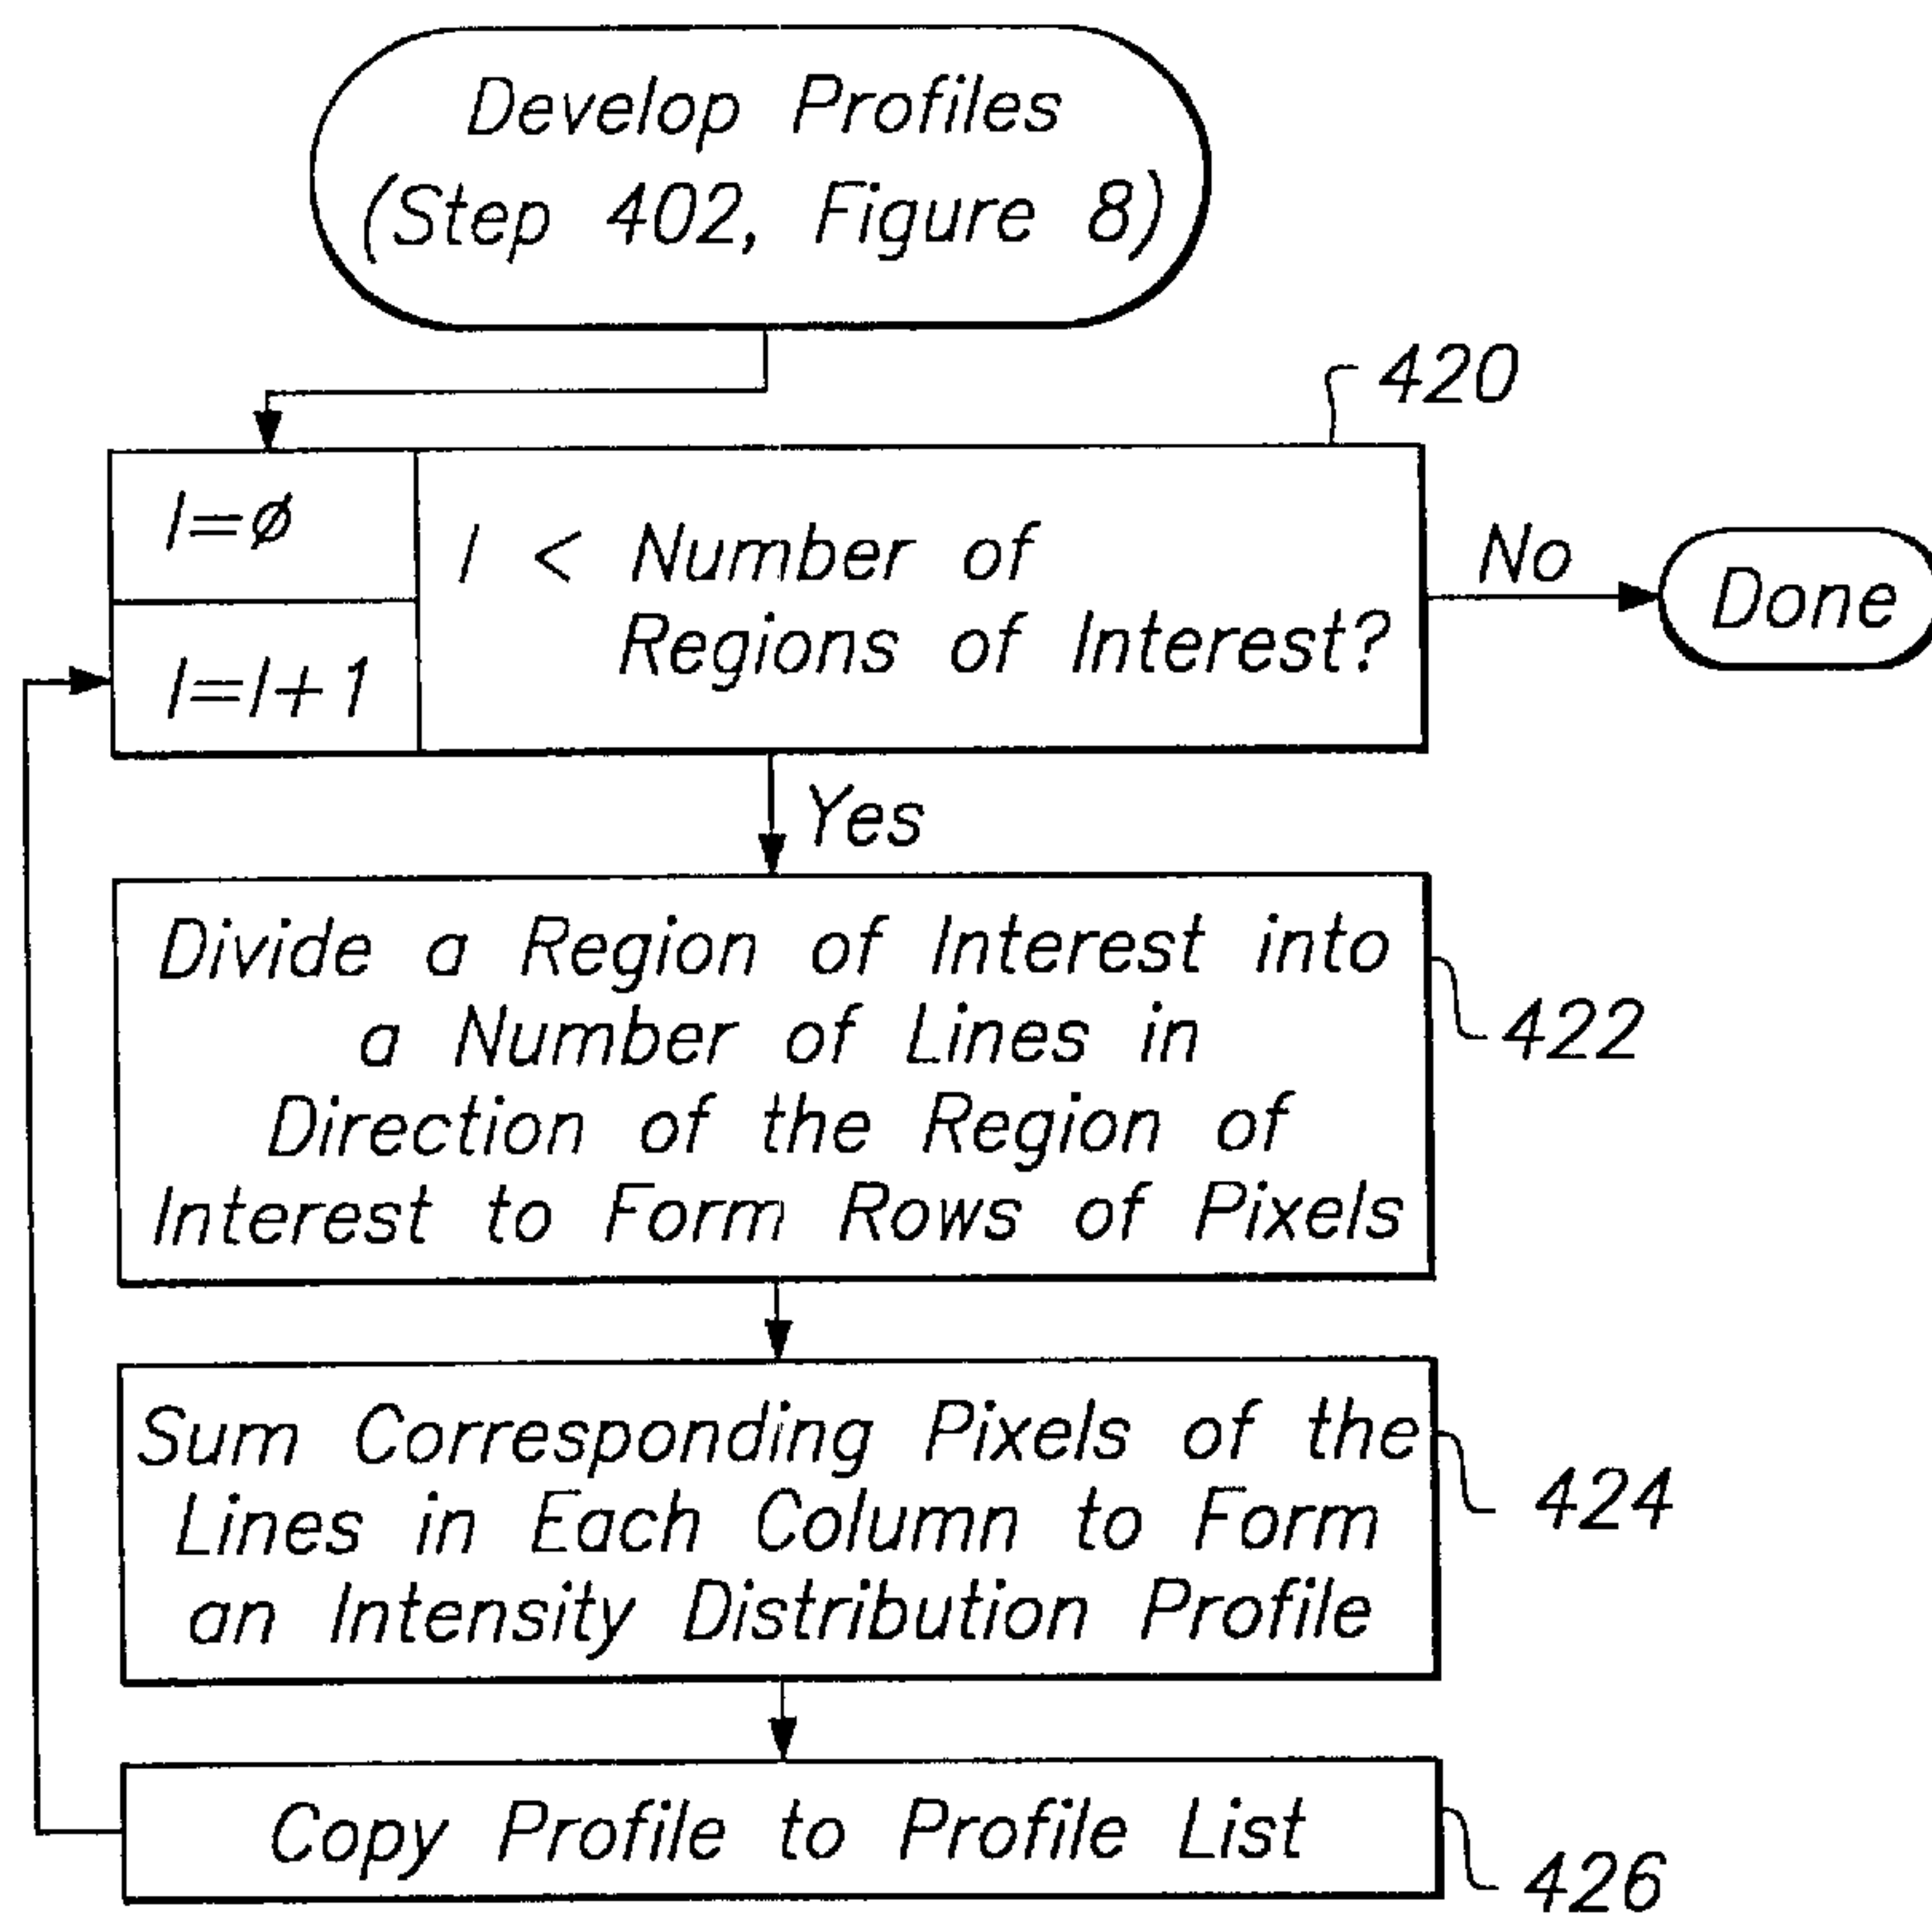 Develop Profiles
(Step 402, Figure 8)
420
I=ø
I < Number of
Regions of Interest?
I=I+1
No
Done
Yes
Divide a Region of Interest into
a Number of Lines in
Direction of the Region of
Interest to Form Rows of Pixels
422
Sum Corresponding Pixels of the
Lines in Each Column to Form
an Intensity Distribution Profile
424
Copy Profile to Profile List
426